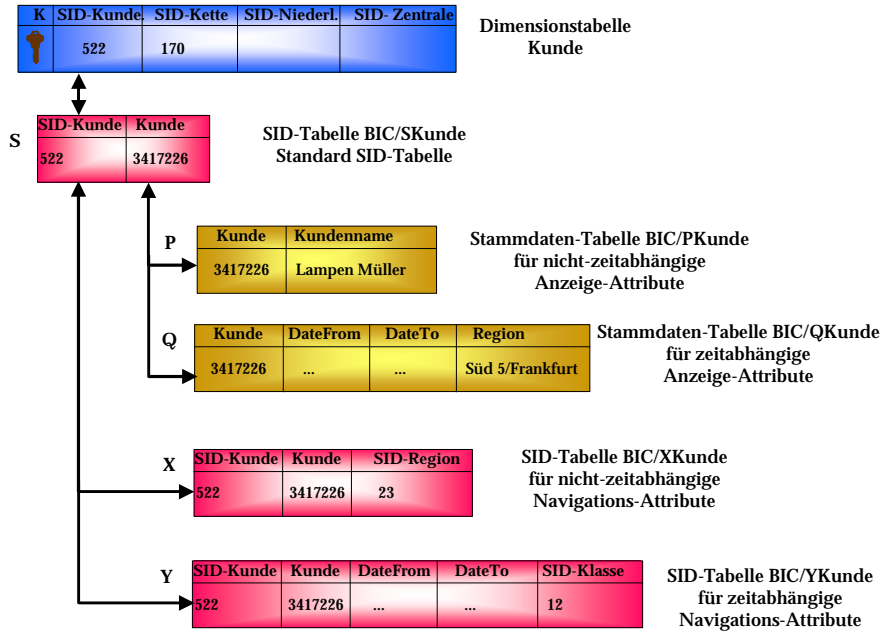 K SID-Kunde. SID-Kette SID-Niederl. SID- Zentrale
522 170
Dimensionstabelle
Kunde
S
SID-Kunde Kunde
522 3417226
SID-Tabelle BIC/SKunde
Standard SID-Tabelle
P
Kunde Kundenname
3417226 Lampen Müller
Stammdaten-Tabelle BIC/PKunde
für nicht-zeitabhängige
Anzeige-Attribute
Q
Kunde DateFrom DateTo Region
3417226 ... ... Süd 5/Frankfurt
Stammdaten-Tabelle BIC/QKunde
für zeitabhängige
Anzeige-Attribute
X
SID-Kunde Kunde SID-Region
522 3417226 23
SID-Tabelle BIC/XKunde
für nicht-zeitabhängige
Navigations-Attribute
Y
SID-Kunde Kunde DateFrom DateTo SID-Klasse
522 3417226 ... ... 12
SID-Tabelle BIC/YKunde
für zeitabhängige
Navigations-Attribute